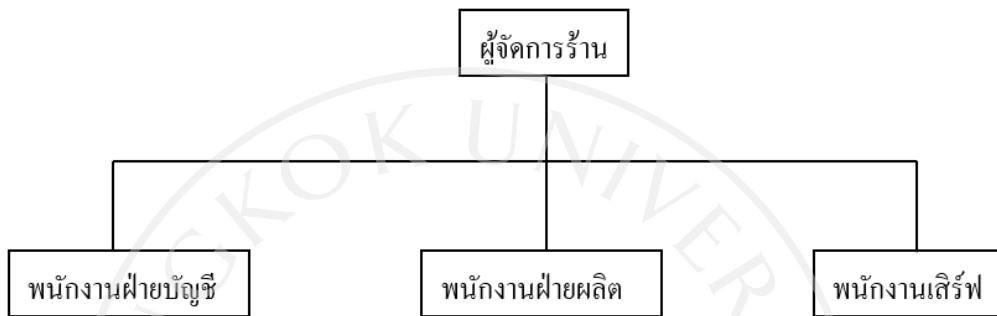 ผู้จัดการร้าน
พนักงานฝ่ายบัญชี
พนักงานฝ่ายผลิต
พนักงานเสิร์ฟ
NGKOK UNIVER